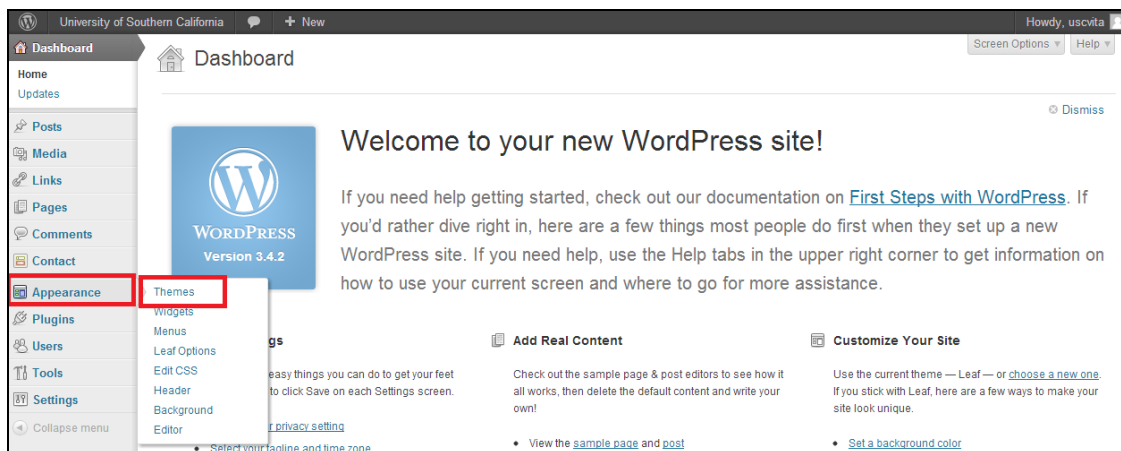 University of Southern California
+ New
Howdy, uscvita
Dashboard
Home
Updates
Posts
Media
Links
Pages
Comments
Contact
Appearance
Plugins
Users
Tools
Settings
Collapse menu
Themes
Widgets
Menus
Leaf Options
Edit CSS
Header
Background
Editor
Dashboard
Screen Options
Help
Dismiss
WORDPRESS
Version 3.4.2
Welcome to your new WordPress site!
If you need help getting started, check out our documentation on First Steps with WordPress. If
you'd rather dive right in, here are a few things most people do first when they set up a new
WordPress site. If you need help, use the Help tabs in the upper right corner to get information on
how to use your current screen and where to go for more assistance.
easy things you can do to get your feet
to click Save on each Settings screen.
privacy setting
Select your tagline and time zone
Add Real Content
Check out the sample page & post editors to see how it
all works, then delete the default content and write your
own!
• View the sample page and post
Customize Your Site
Use the current theme — Leaf — or choose a new one.
If you stick with Leaf, here are a few ways to make your
site look unique.
• Set a background color